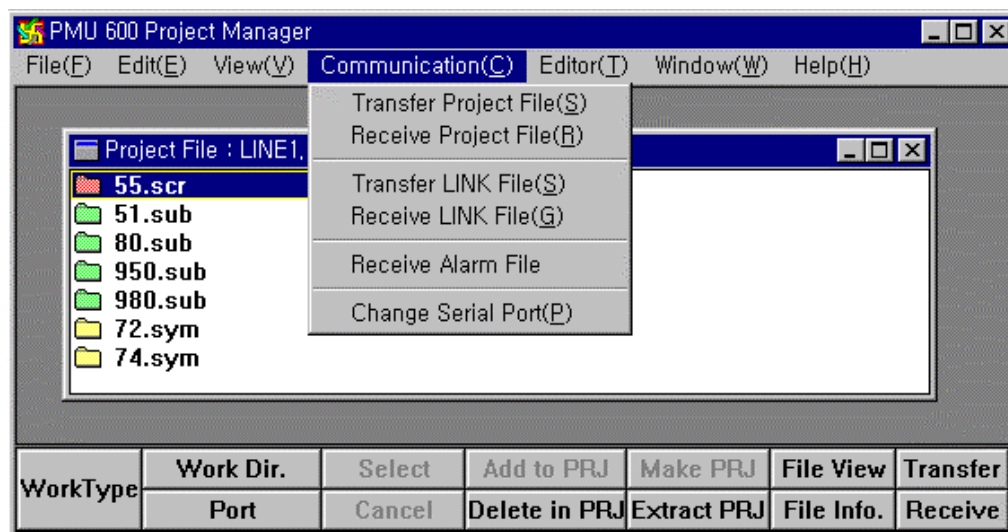 PMU 600 Project Manager
File(F) Edit(E) View(V) Communication(C) Editor(T) Window(W) Help(H)
Transfer Project File(S)
Receive Project File(R)
Transfer LINK File(S)
Receive LINK File(G)
Receive Alarm File
Change Serial Port(P)
Project File : LINE1.
55.scr
51.sub
80.sub
950.sub
980.sub
72.sym
74.sym
WorkType Work Dir. Select Add to PRJ Make PRJ File View Transfer
Port Cancel Delete in PRJ Extract PRJ File Info. Receive